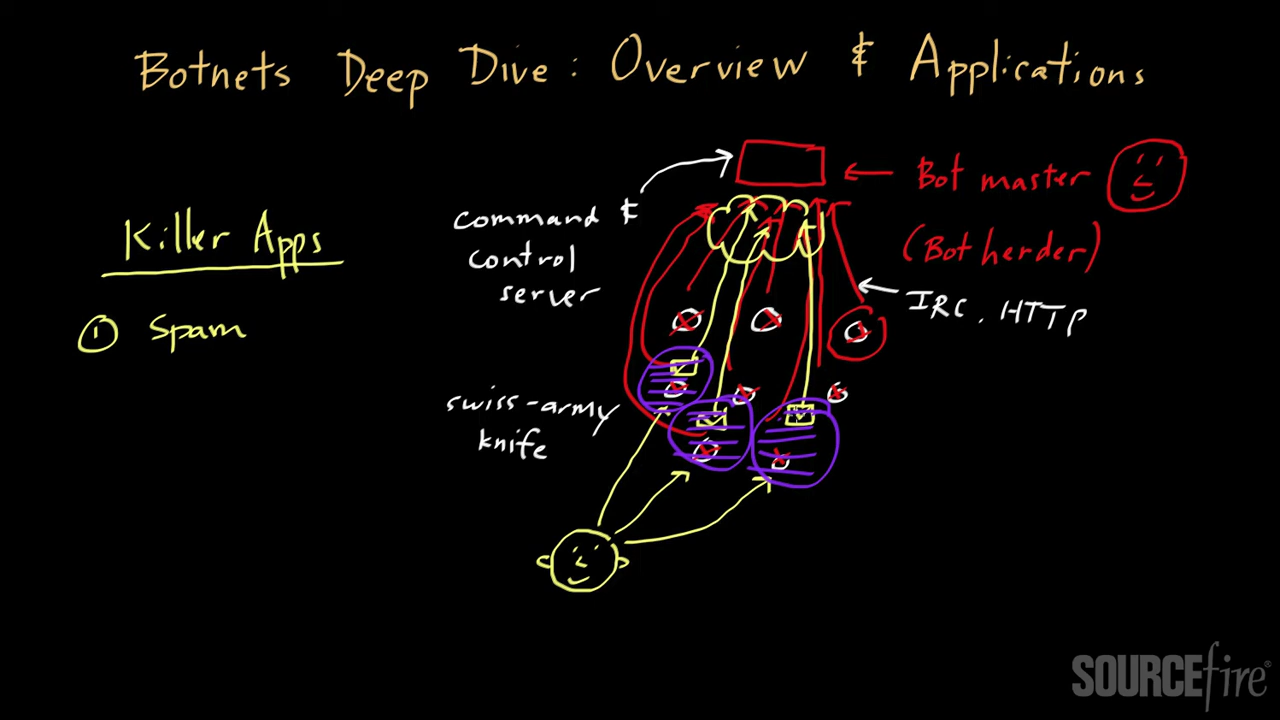 Botnets Deep Dive: Overview & Applications
Killer Apps
① Spam
command &
control
server
Bot master
(Bot herder)
IRC, HTTP
swiss-army
knife
SOURCEfire®